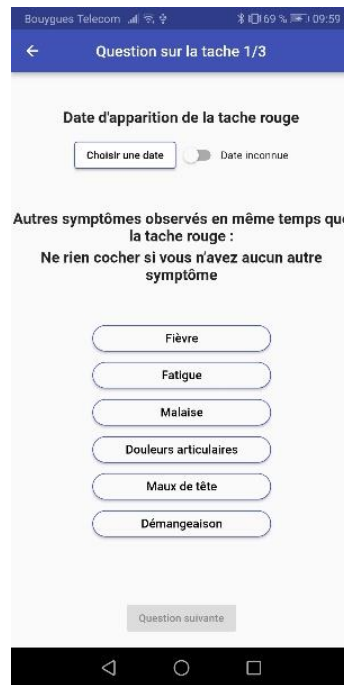 Bouygues Telecom 69 % 09:59
Question sur la tache 1/3
Date d'apparition de la tache rouge
Choisir une date Date inconnue
Autres symptômes observés en même temps que
la tache rouge :
Ne rien cocher si vous n'avez aucun autre
symptôme
Fièvre
Fatigue
Malaise
Douleurs articulaires
Maux de tête
Démangeaison
Question suivante